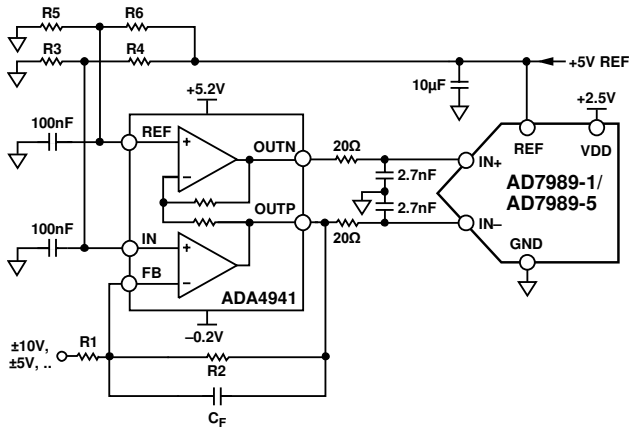 R5
R6
R3
R4
+5V REF
10µF
+5.2V
+2.5V
100nF
REF
OUTN
20Ω
REF
VDD
IN+
2.7nF
AD7989-1/
AD7989-5
2.7nF
100nF
OUTP
IN
20Ω
IN–
GND
FB
ADA4941
–0.2V
±10V,
±5V, ..
R1
R2
CF
+
–
+
–